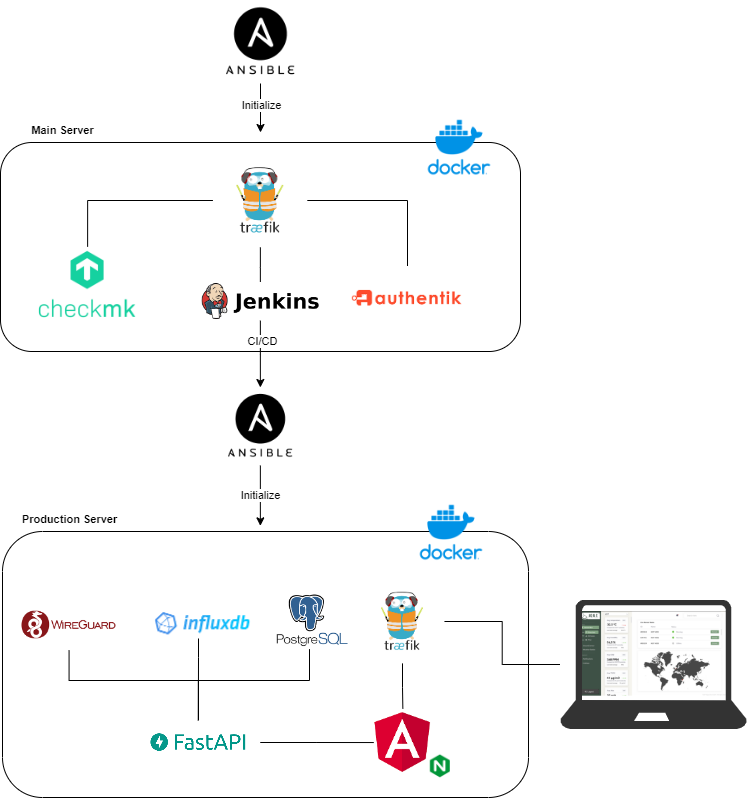 ANSIBLE
Initialize
Main Server
docker
træfik
checkmk
Jenkins
authentik
CI/CD
ANSIBLE
Initialize
Production Server
docker
WIREGUARD
influxdb
PostgreSQL
træfik
FastAPI
A
N